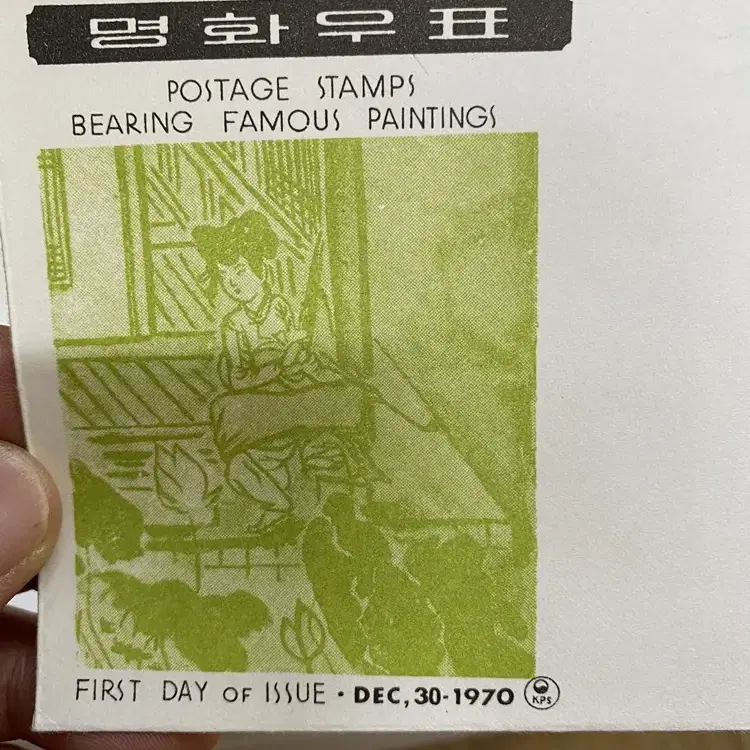 명화우표
POSTAGE STAMPS
BEARING FAMOUS PAINTINGS
FIRST DAY OF ISSUE · DEC, 30-1970
KPS